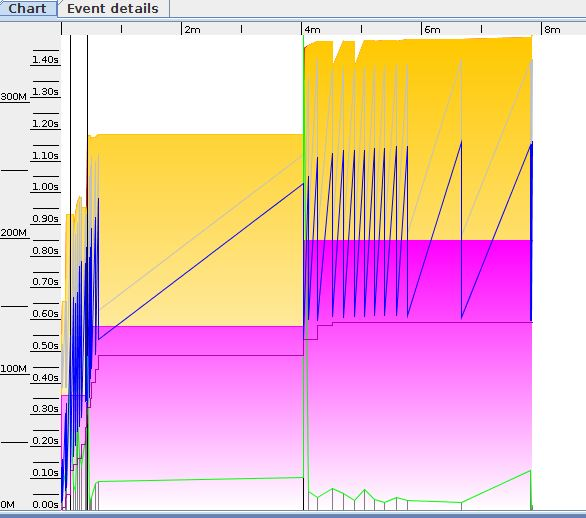 Chart Event details
2m 4m 6m 8m
1.40s
1.30s
300M
1.20s
1.10s
1.00s
0.90s
200M
0.80s
0.70s
0.60s
0.50s
100M
0.40s
0.30s
0.20s
0.10s
0M 0.00s